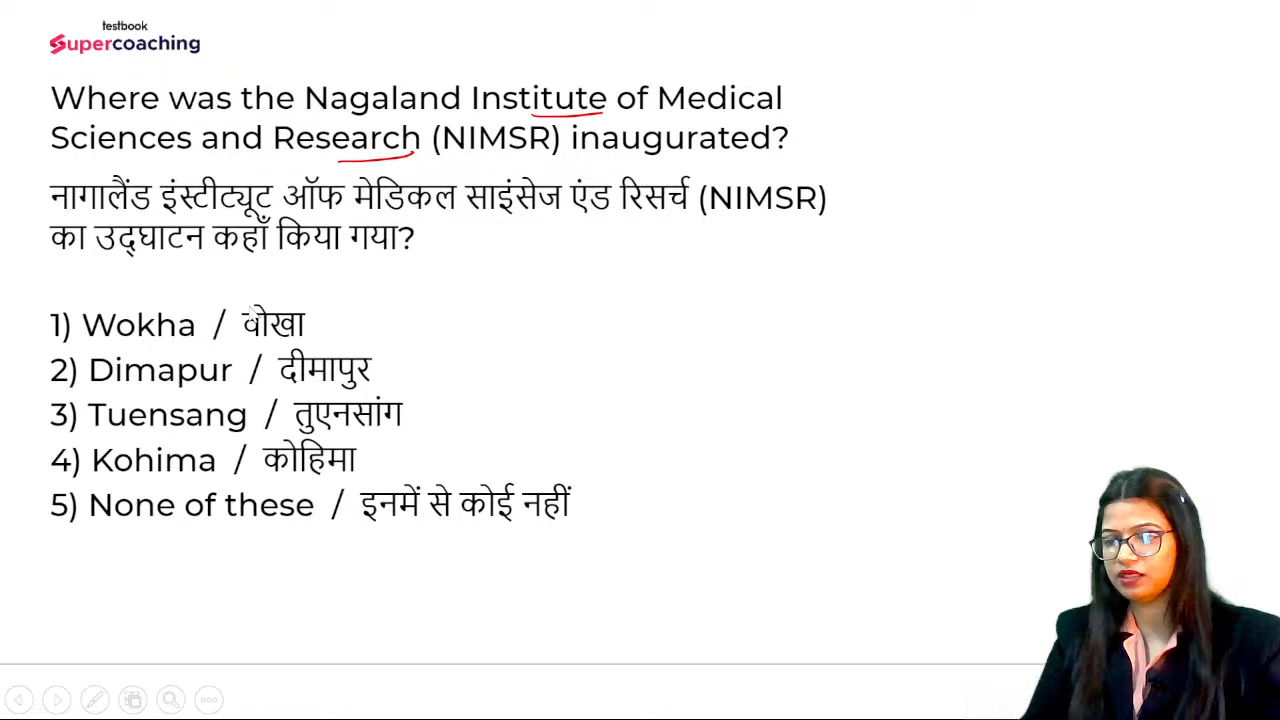 testbook
Supercoaching
Where was the Nagaland Institute of Medical
Sciences and Research (NIMSR) inaugurated?
नागालैंड इंस्टीट्यूट ऑफ मेडिकल साइंसेज एंड रिसर्च (NIMSR)
का उद्घाटन कहाँ किया गया?
1) Wokha / वोखा
2) Dimapur / दीमापुर
3) Tuensang / तुएनसांग
4) Kohima / कोहिमा
5) None of these / इनमें से कोई नहीं